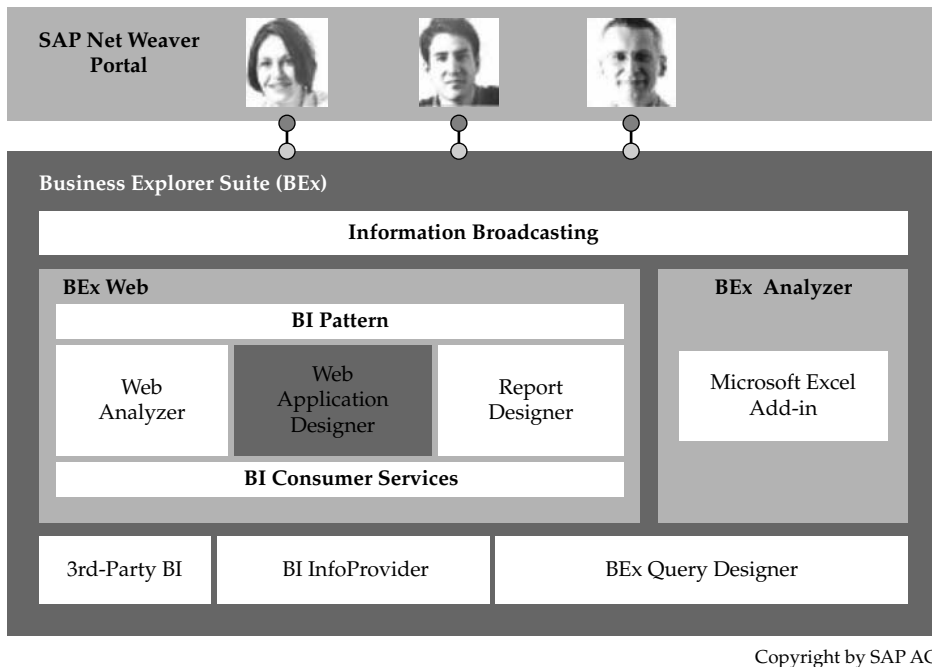 SAP Net Weaver
Portal
Business Explorer Suite (BEx)
Information Broadcasting
BEx Web
BI Pattern
Web
Analyzer
Web
Application
Designer
Report
Designer
BI Consumer Services
BEx Analyzer
Microsoft Excel
Add-in
3rd-Party BI
BI InfoProvider
BEx Query Designer
Copyright by SAP AG